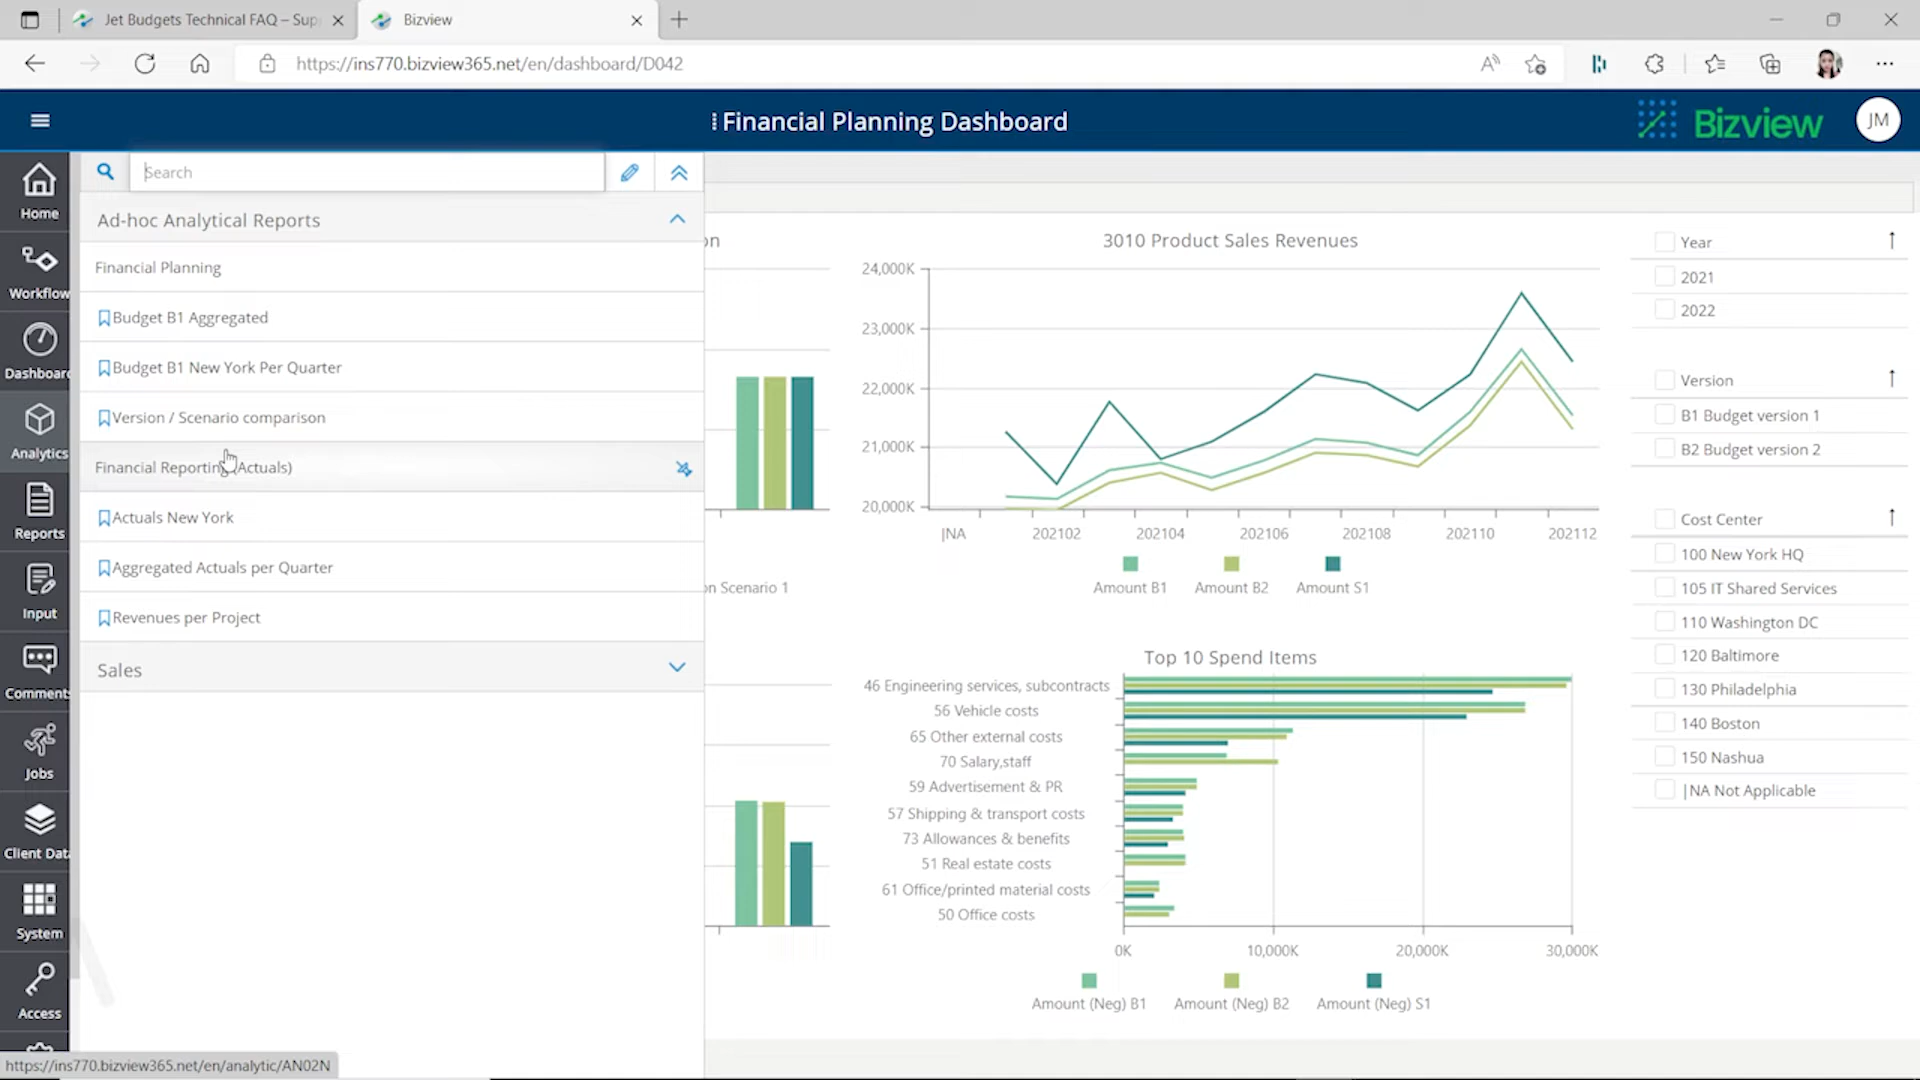 Jet Budgets Technical FAQ – Sup
Bizview
https://ins770.bizview365.net/en/dashboard/D042
Financial Planning Dashboard
Bizview
JM
Home
Workflow
Dashboard
Analytics
Reports
Input
Comments
Jobs
Client Data
System
Access
Search
Ad-hoc Analytical Reports
Financial Planning
Budget B1 Aggregated
Budget B1 New York Per Quarter
Version / Scenario comparison
Financial Reporting (Actuals)
Actuals New York
Aggregated Actuals per Quarter
Revenues per Project
Sales
on
on Scenario 1
3010 Product Sales Revenues
24,000K
23,000K
22,000K
21,000K
20,000K
|NA 202102 202104 202106 202108 202110 202112
Amount B1 Amount B2 Amount S1
Top 10 Spend Items
46 Engineering services, subcontracts
56 Vehicle costs
65 Other external costs
70 Salary,staff
59 Advertisement & PR
57 Shipping & transport costs
73 Allowances & benefits
51 Real estate costs
61 Office/printed material costs
50 Office costs
0K 10,000K 20,000K 30,000K
Amount (Neg) B1 Amount (Neg) B2 Amount (Neg) S1
Year
2021
2022
Version
B1 Budget version 1
B2 Budget version 2
Cost Center
100 New York HQ
105 IT Shared Services
110 Washington DC
120 Baltimore
130 Philadelphia
140 Boston
150 Nashua
|NA Not Applicable
https://ins770.bizview365.net/en/analytic/AN02N